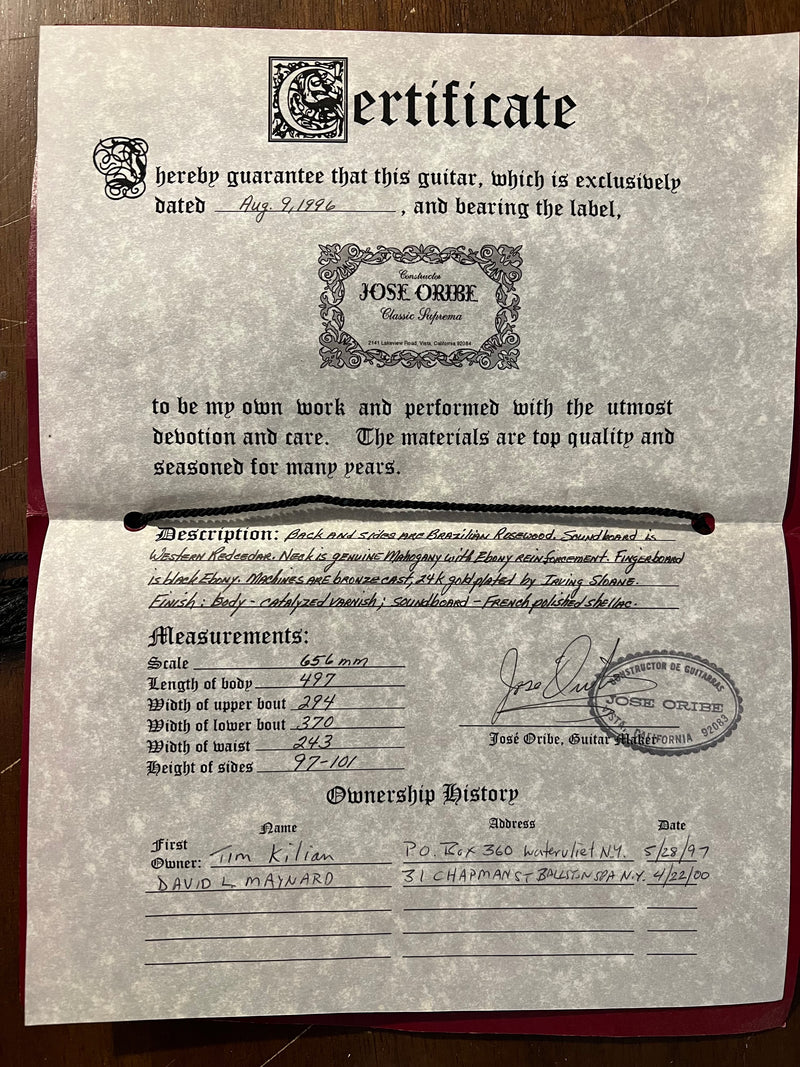 Certificate
I hereby guarantee that this guitar, which is exclusively
dated Aug. 9, 1996, and bearing the label,
Constructor
JOSE ORIBE
Classic Suprema
2141 Lakeview Road, Vista, California 92084
to be my own work and performed with the utmost
devotion and care. The materials are top quality and
seasoned for many years.
Description: Back and sides are Brazilian Rosewood. Soundboard is
Western Redcedar. Neck is genuine Mahogany with Ebony reinforcement. Fingerboard
is black Ebony. Machines are bronze cast, 24K gold plated by Irving Sloane.
Finish: Body - catalyzed varnish; soundboard - French polished shellac.
Measurements:
Scale 656 mm
Length of body 497
Width of upper bout 294
Width of lower bout 370
Width of waist 243
Height of sides 97-101
Jose Oribe
CONSTRUCTOR DE GUITARRAS
JOSE ORIBE
VISTA, CALIFORNIA 92083
José Oribe, Guitar Maker
Ownership History
Name Address Date
First
Owner: Tim Kilian P.O. Box 360 Watervliet N.Y. 5/28/97
DAVID L. MAYNARD 31 CHAPMAN ST BALLSTON SPA N.Y. 4/22/00